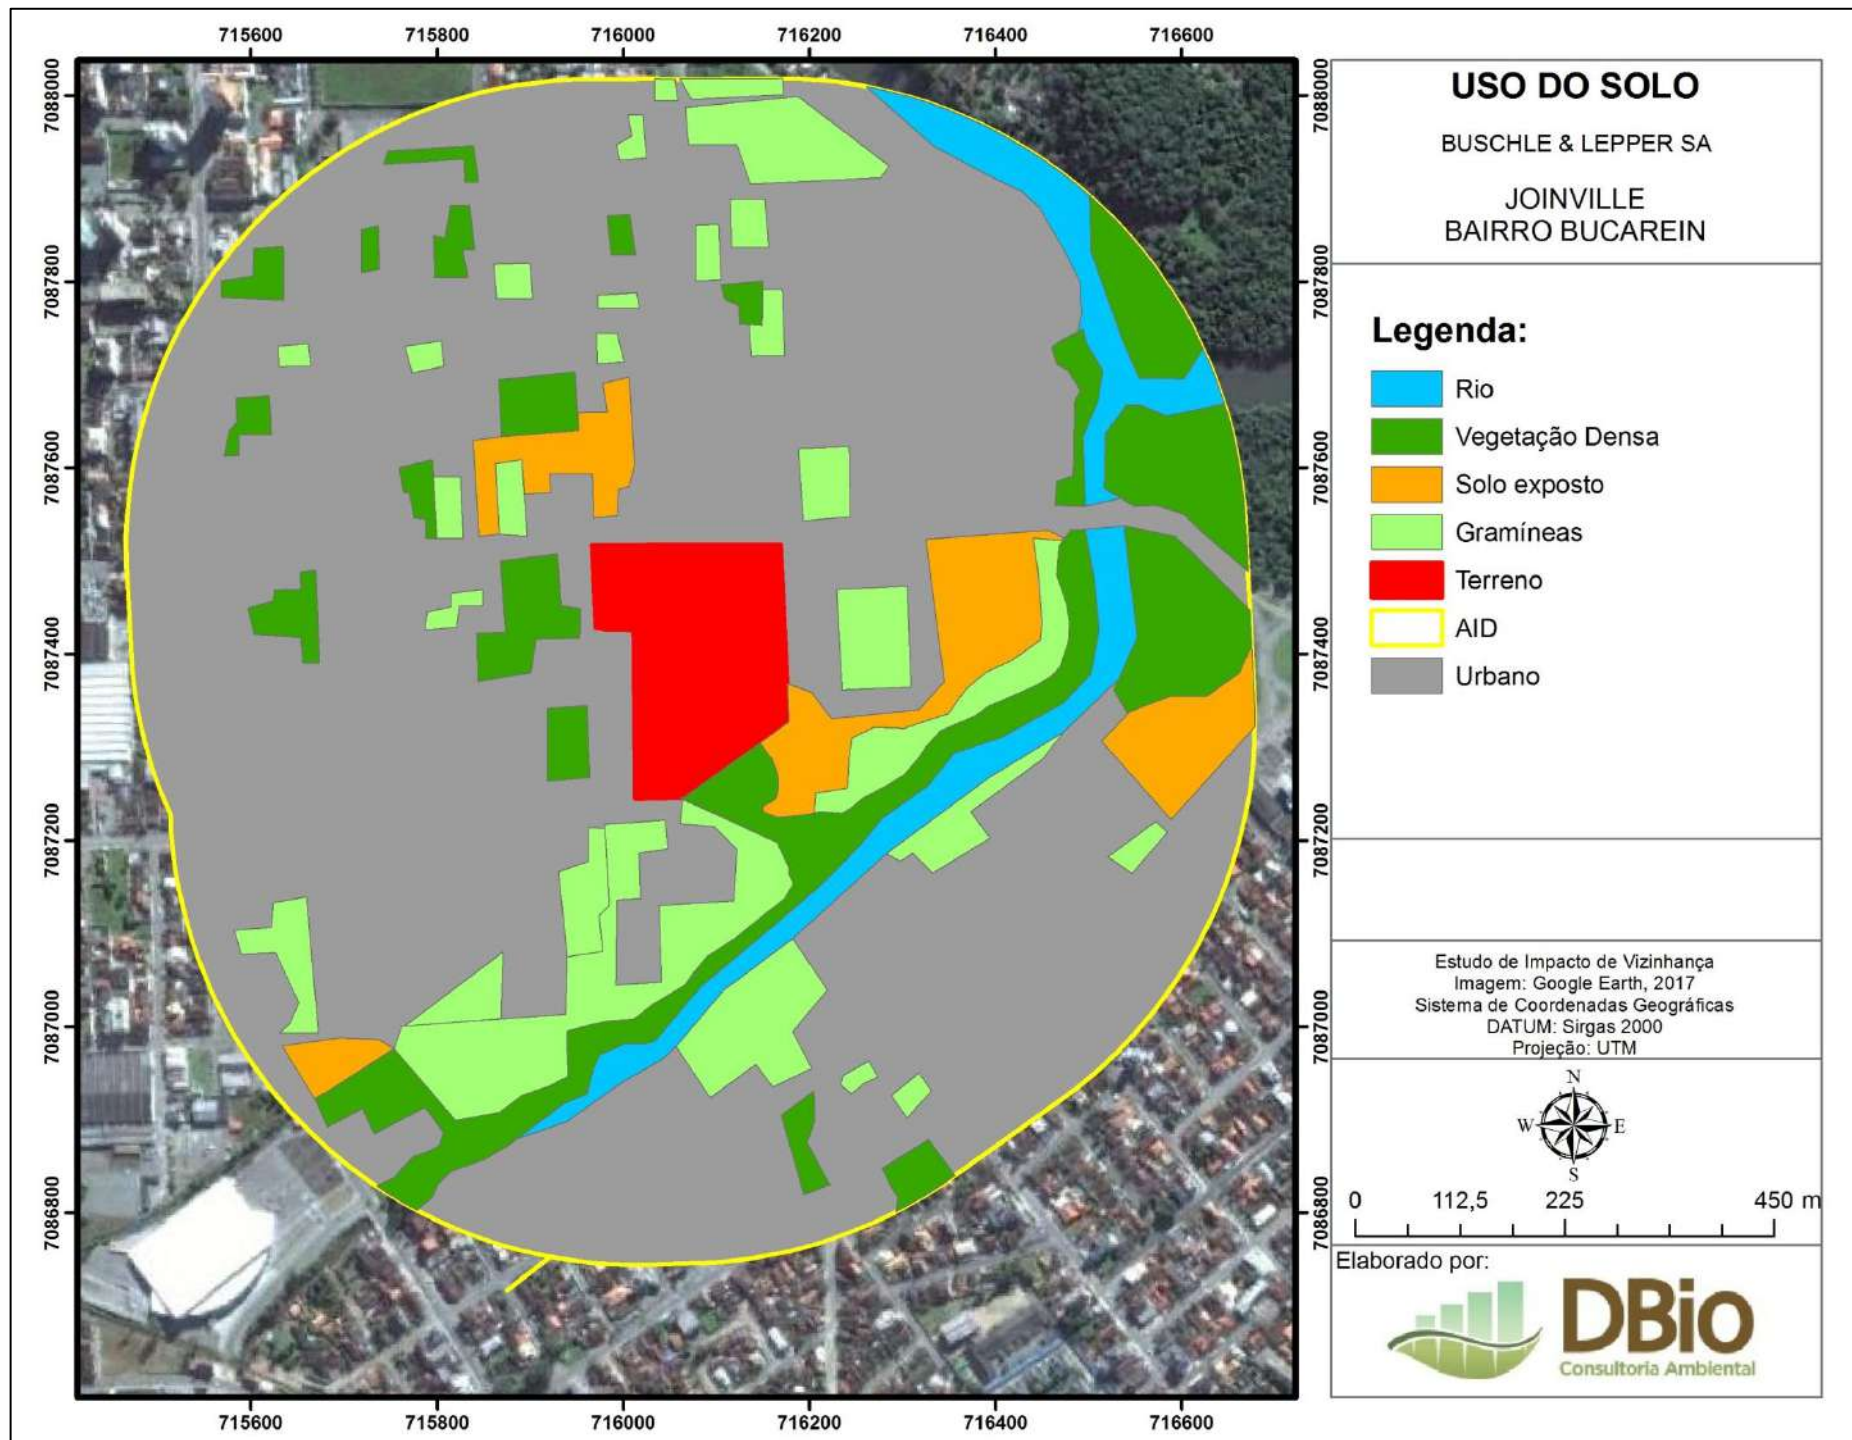 715600 715800 716000 716200 716400 716600
7088000 7087800 7087600 7087400 7087200 7087000 7086800
7088000 7087800 7087600 7087400 7087200 7087000 7086800
715600 715800 716000 716200 716400 716600
USO DO SOLO
BUSCHLE & LEPPER SA
JOINVILLE
BAIRRO BUCAREIN
Legenda:
Rio
Vegetação Densa
Solo exposto
Gramíneas
Terreno
AID
Urbano
Estudo de Impacto de Vizinhança
Imagem: Google Earth, 2017
Sistema de Coordenadas Geográficas
DATUM: Sirgas 2000
Projeção: UTM
N
W E
S
0 112,5 225 450 m
Elaborado por:
DBio
Consultoria Ambiental